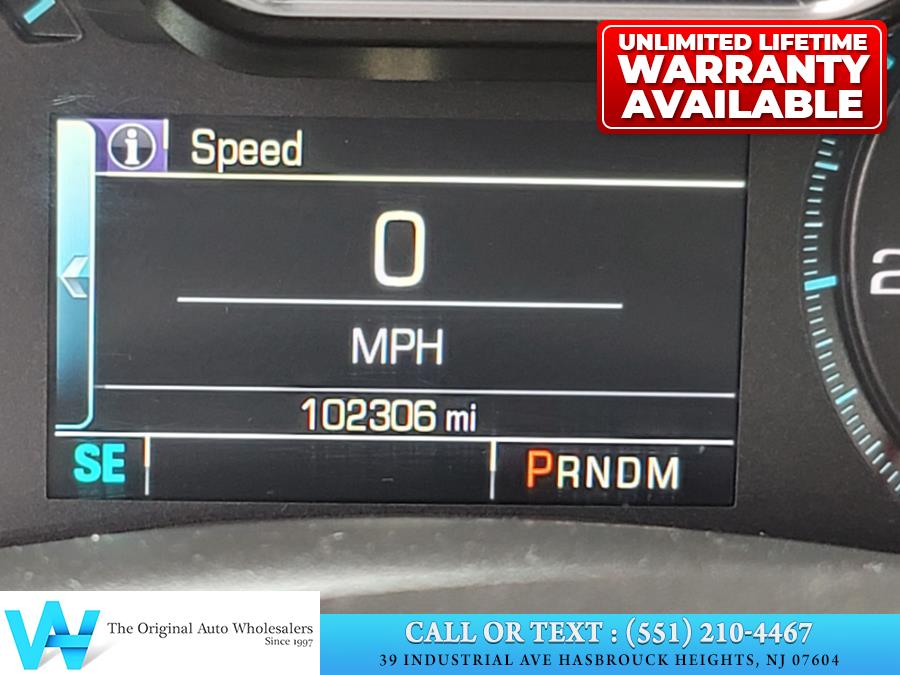 UNLIMITED LIFETIME
WARRANTY
AVAILABLE
i Speed
0
MPH
102306 mi
SE PRNDM
2
The Original Auto Wholesalers
Since 1997
CALL OR TEXT : (551) 210-4467
39 INDUSTRIAL AVE HASBROUCK HEIGHTS, NJ 07604